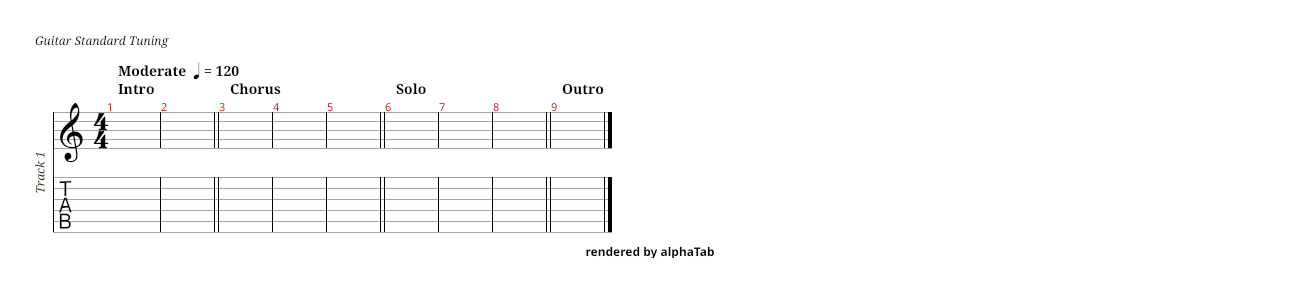 Guitar Standard Tuning
Moderate ♩ = 120
Intro Chorus Solo Outro
1 2 3 4 5 6 7 8 9
4
4
Track 1
T
A
B
rendered by alphaTab